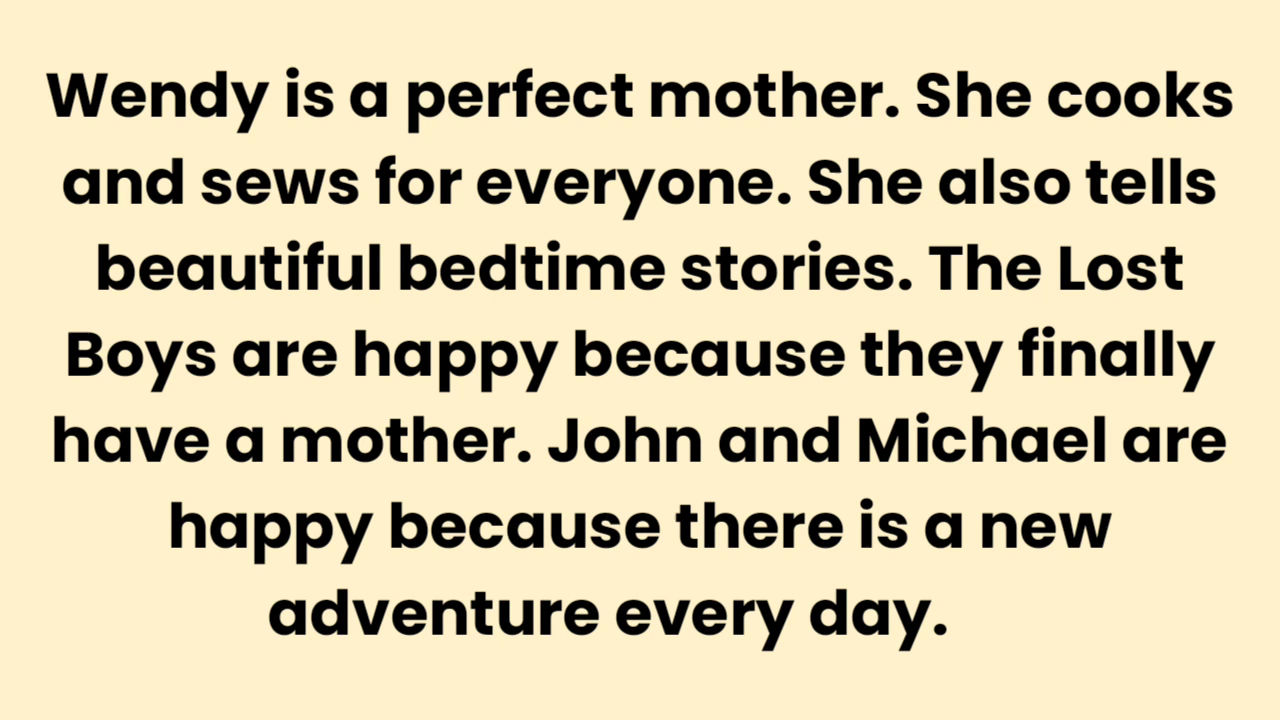 Wendy is a perfect mother. She cooks
and sews for everyone. She also tells
beautiful bedtime stories. The Lost
Boys are happy because they finally
have a mother. John and Michael are
happy because there is a new
adventure every day.